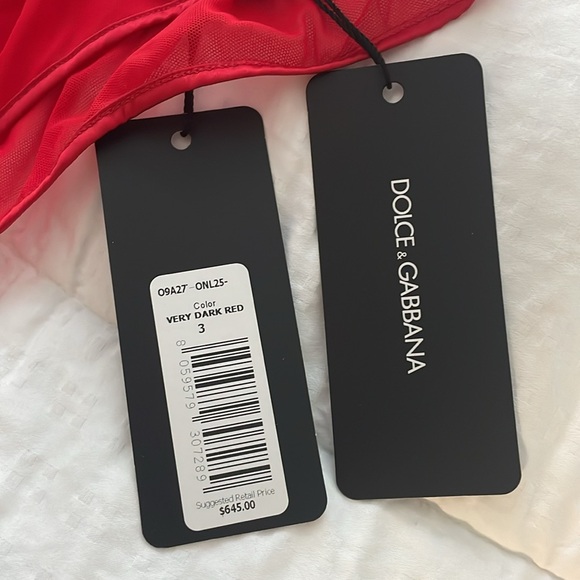 O9A27-ONL25-
Color
VERY DARK RED
3
8 059579 307289
Suggested Retail Price
$645.00
DOLCE & GABBANA